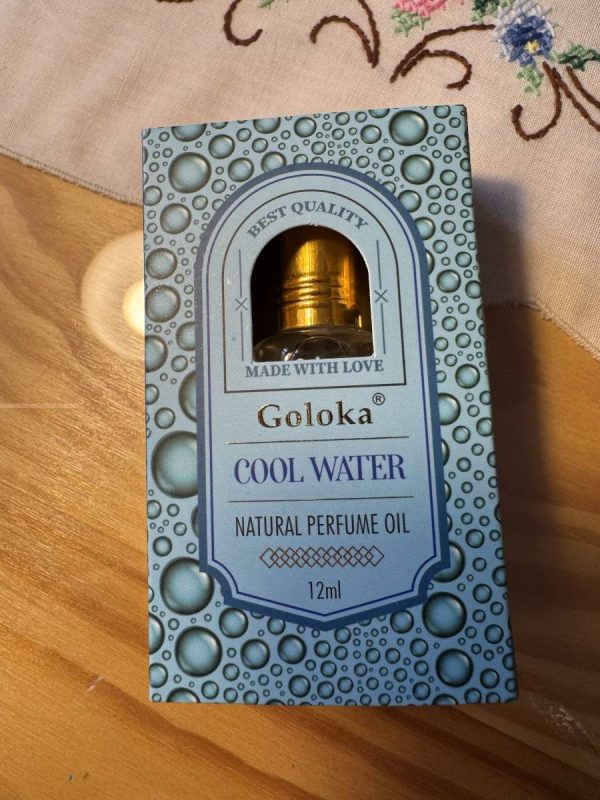 BEST QUALITY
MADE WITH LOVE
Goloka®
COOL WATER
NATURAL PERFUME OIL
12ml